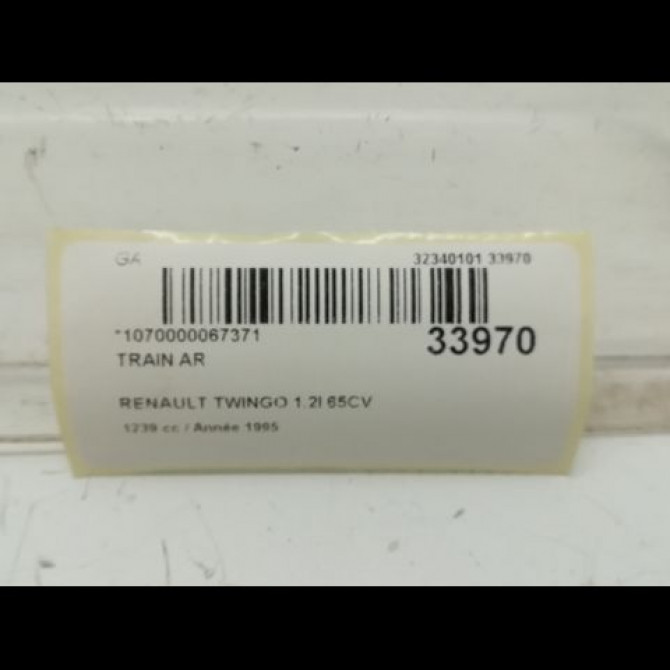 GA 32340101 33970
*1070000067371 33970
TRAIN AR
RENAULT TWINGO 1.2I 65CV
1239 cc / Année 1995